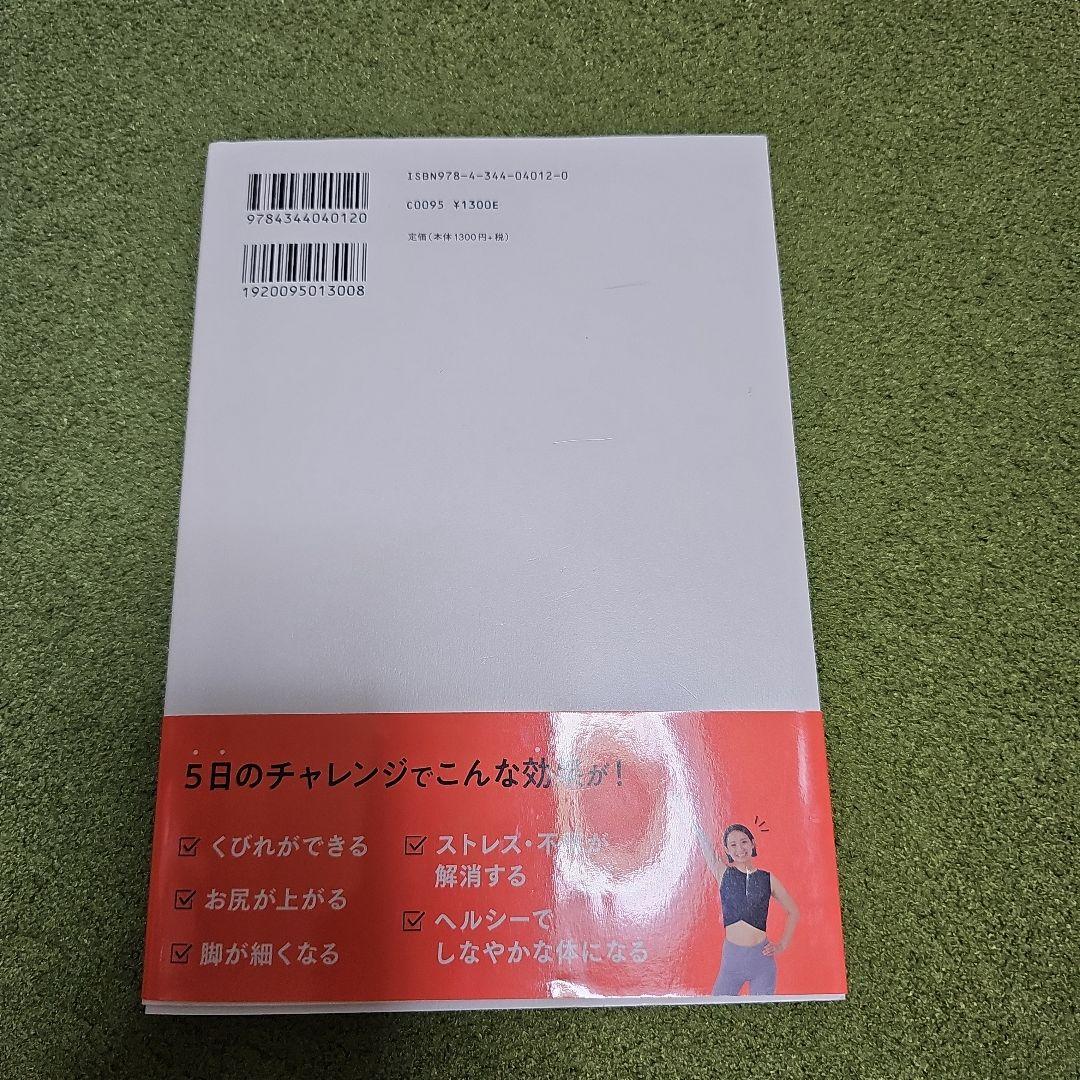 ISBN978-4-344-04012-0
9784344040120
C0095 ¥1300E
定価(本体1300円+税)
1920095013008
5日のチャレンジでこんな効が!
くびれができる
お尻が上がる
脚が細くなる
ストレス・不が
解消する
ヘルシーで
しなやかな体になる